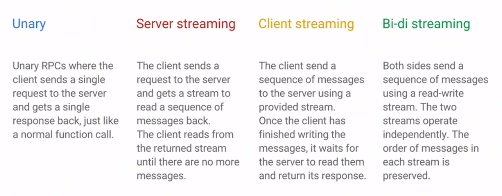 Unary
Unary RPCs where the
client sends a single
request to the server
and gets a single
response back, just like
a normal function call.
Server streaming
The client sends a
request to the server
and gets a stream to
read a sequence of
messages back.
The client reads from
the returned stream
until there are no more
messages.
Client streaming
The client send a
sequence of messages
to the server using a
provided stream.
Once the client has
finished writing the
messages, it waits for
the server to read them
and return its response.
Bi-di streaming
Both sides send a
sequence of messages
using a read-write
stream. The two
streams operate
independently. The
order of messages in
each stream is
preserved.